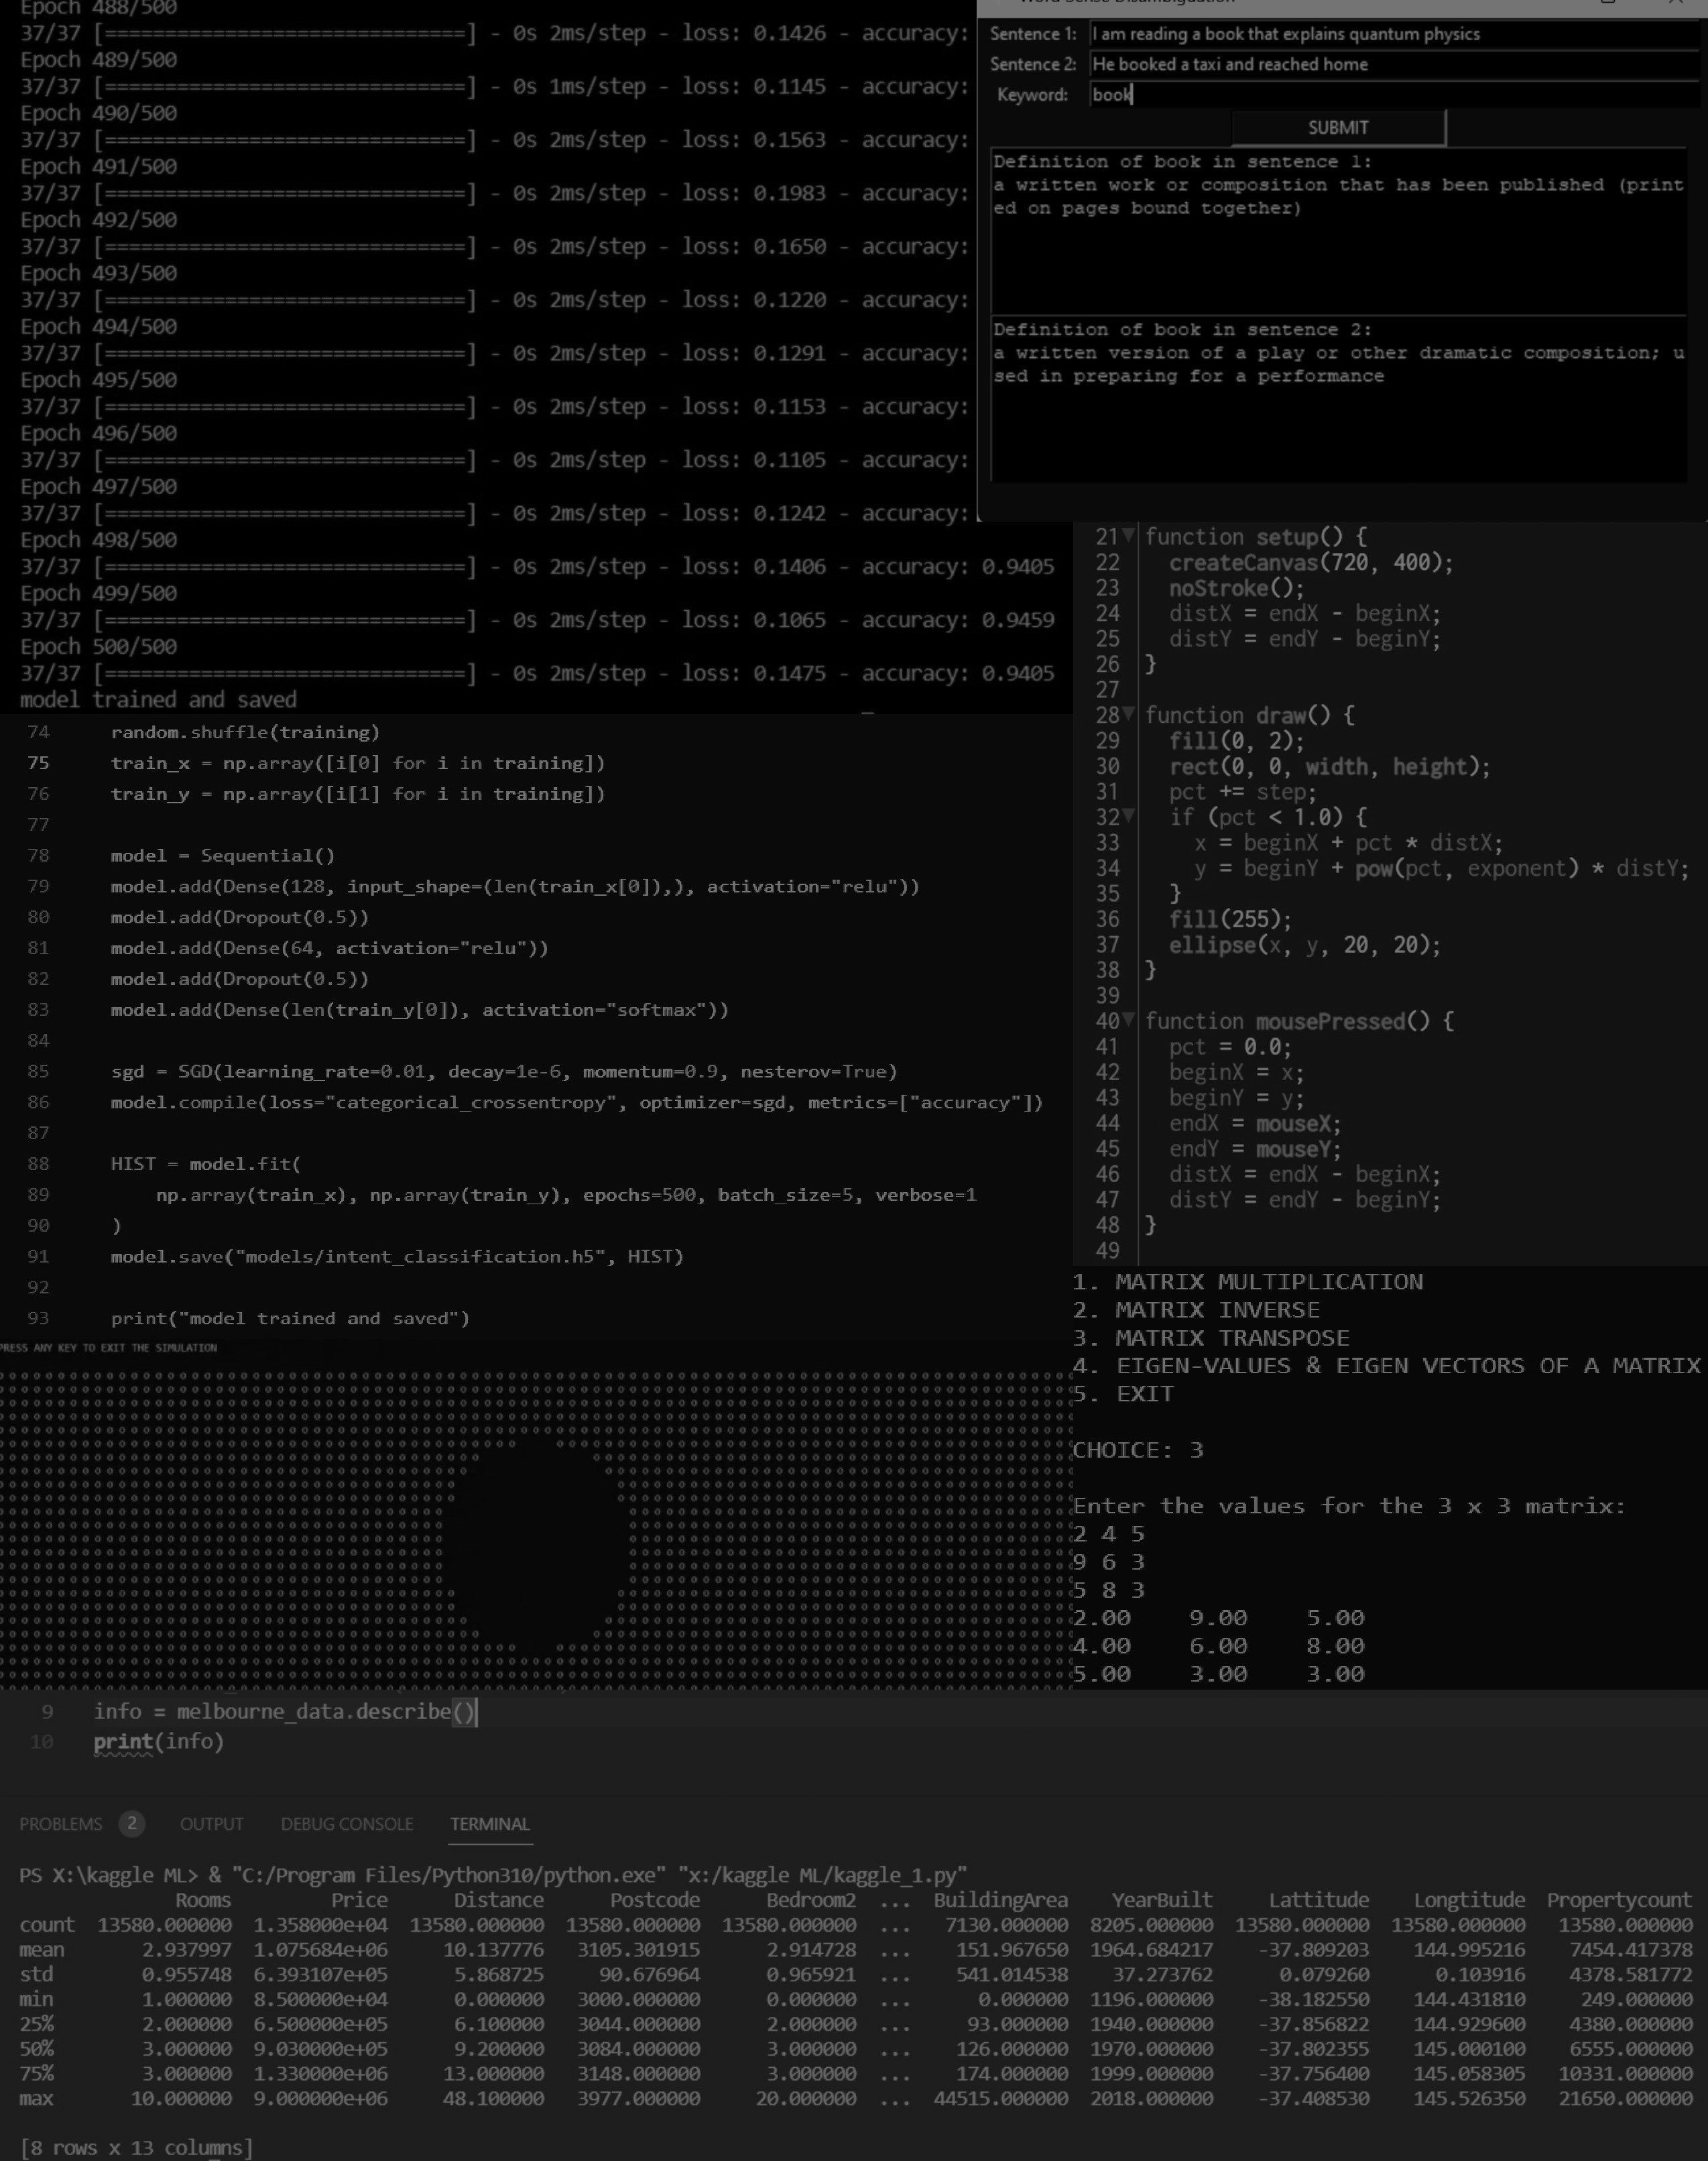 Epoch 488/500
37/37 [==============================] - 0s 2ms/step - loss: 0.1426 - accuracy:
Epoch 489/500
37/37 [==============================] - 0s 1ms/step - loss: 0.1145 - accuracy:
Epoch 490/500
37/37 [==============================] - 0s 2ms/step - loss: 0.1563 - accuracy:
Epoch 491/500
37/37 [==============================] - 0s 2ms/step - loss: 0.1983 - accuracy:
Epoch 492/500
37/37 [==============================] - 0s 2ms/step - loss: 0.1650 - accuracy:
Epoch 493/500
37/37 [==============================] - 0s 2ms/step - loss: 0.1220 - accuracy:
Epoch 494/500
37/37 [==============================] - 0s 2ms/step - loss: 0.1291 - accuracy:
Epoch 495/500
37/37 [==============================] - 0s 2ms/step - loss: 0.1153 - accuracy:
Epoch 496/500
37/37 [==============================] - 0s 2ms/step - loss: 0.1105 - accuracy:
Epoch 497/500
37/37 [==============================] - 0s 2ms/step - loss: 0.1242 - accuracy:
Epoch 498/500
37/37 [==============================] - 0s 2ms/step - loss: 0.1406 - accuracy: 0.9405
Epoch 499/500
37/37 [==============================] - 0s 2ms/step - loss: 0.1065 - accuracy: 0.9459
Epoch 500/500
37/37 [==============================] - 0s 2ms/step - loss: 0.1475 - accuracy: 0.9405
model trained and saved
Word Sense Disambiguation
Sentence 1: I am reading a book that explains quantum physics
Sentence 2: He booked a taxi and reached home
Keyword: book
SUBMIT
Definition of book in sentence 1:
a written work or composition that has been published (print
ed on pages bound together)
Definition of book in sentence 2:
a written version of a play or other dramatic composition; u
sed in preparing for a performance
21 function setup() {
22 createCanvas(720, 400);
23 noStroke();
24 distX = endX - beginX;
25 distY = endY - beginY;
26 }
27
28 function draw() {
29 fill(0, 2);
30 rect(0, 0, width, height);
31 pct += step;
32 if (pct < 1.0) {
33 x = beginX + pct * distX;
34 y = beginY + pow(pct, exponent) * distY;
35 }
36 fill(255);
37 ellipse(x, y, 20, 20);
38 }
39
40 function mousePressed() {
41 pct = 0.0;
42 beginX = x;
43 beginY = y;
44 endX = mouseX;
45 endY = mouseY;
46 distX = endX - beginX;
47 distY = endY - beginY;
48 }
49
74 random.shuffle(training)
75 train_x = np.array([i[0] for i in training])
76 train_y = np.array([i[1] for i in training])
77
78 model = Sequential()
79 model.add(Dense(128, input_shape=(len(train_x[0]),), activation="relu"))
80 model.add(Dropout(0.5))
81 model.add(Dense(64, activation="relu"))
82 model.add(Dropout(0.5))
83 model.add(Dense(len(train_y[0]), activation="softmax"))
84
85 sgd = SGD(learning_rate=0.01, decay=1e-6, momentum=0.9, nesterov=True)
86 model.compile(loss="categorical_crossentropy", optimizer=sgd, metrics=["accuracy"])
87
88 HIST = model.fit(
89 np.array(train_x), np.array(train_y), epochs=500, batch_size=5, verbose=1
90 )
91 model.save("models/intent_classification.h5", HIST)
92
93 print("model trained and saved")
PRESS ANY KEY TO EXIT THE SIMULATION
1. MATRIX MULTIPLICATION
2. MATRIX INVERSE
3. MATRIX TRANSPOSE
4. EIGEN-VALUES & EIGEN VECTORS OF A MATRIX
5. EXIT
CHOICE: 3
Enter the values for the 3 x 3 matrix:
2 4 5
9 6 3
5 8 3
2.00 9.00 5.00
4.00 6.00 8.00
5.00 3.00 3.00
9 info = melbourne_data.describe()
10 print(info)
PROBLEMS 2 OUTPUT DEBUG CONSOLE TERMINAL
PS X:\kaggle ML> & "C:/Program Files/Python310/python.exe" "x:/kaggle ML/kaggle_1.py"
Rooms Price Distance Postcode Bedroom2 ... BuildingArea YearBuilt Lattitude Longtitude Propertycount
count 13580.000000 1.358000e+04 13580.000000 13580.000000 13580.000000 ... 7130.000000 8205.000000 13580.000000 13580.000000 13580.000000
mean 2.937997 1.075684e+06 10.137776 3105.301915 2.914728 ... 151.967650 1964.684217 -37.809203 144.995216 7454.417378
std 0.955748 6.393107e+05 5.868725 90.676964 0.965921 ... 541.014538 37.273762 0.079260 0.103916 4378.581772
min 1.000000 8.500000e+04 0.000000 3000.000000 0.000000 ... 0.000000 1196.000000 -38.182550 144.431810 249.000000
25% 2.000000 6.500000e+05 6.100000 3044.000000 2.000000 ... 93.000000 1940.000000 -37.856822 144.929600 4380.000000
50% 3.000000 9.030000e+05 9.200000 3084.000000 3.000000 ... 126.000000 1970.000000 -37.802355 145.000100 6555.000000
75% 3.000000 1.330000e+06 13.000000 3148.000000 3.000000 ... 174.000000 1999.000000 -37.756400 145.058305 10331.000000
max 10.000000 9.000000e+06 48.100000 3977.000000 20.000000 ... 44515.000000 2018.000000 -37.408530 145.526350 21650.000000
[8 rows x 13 columns]